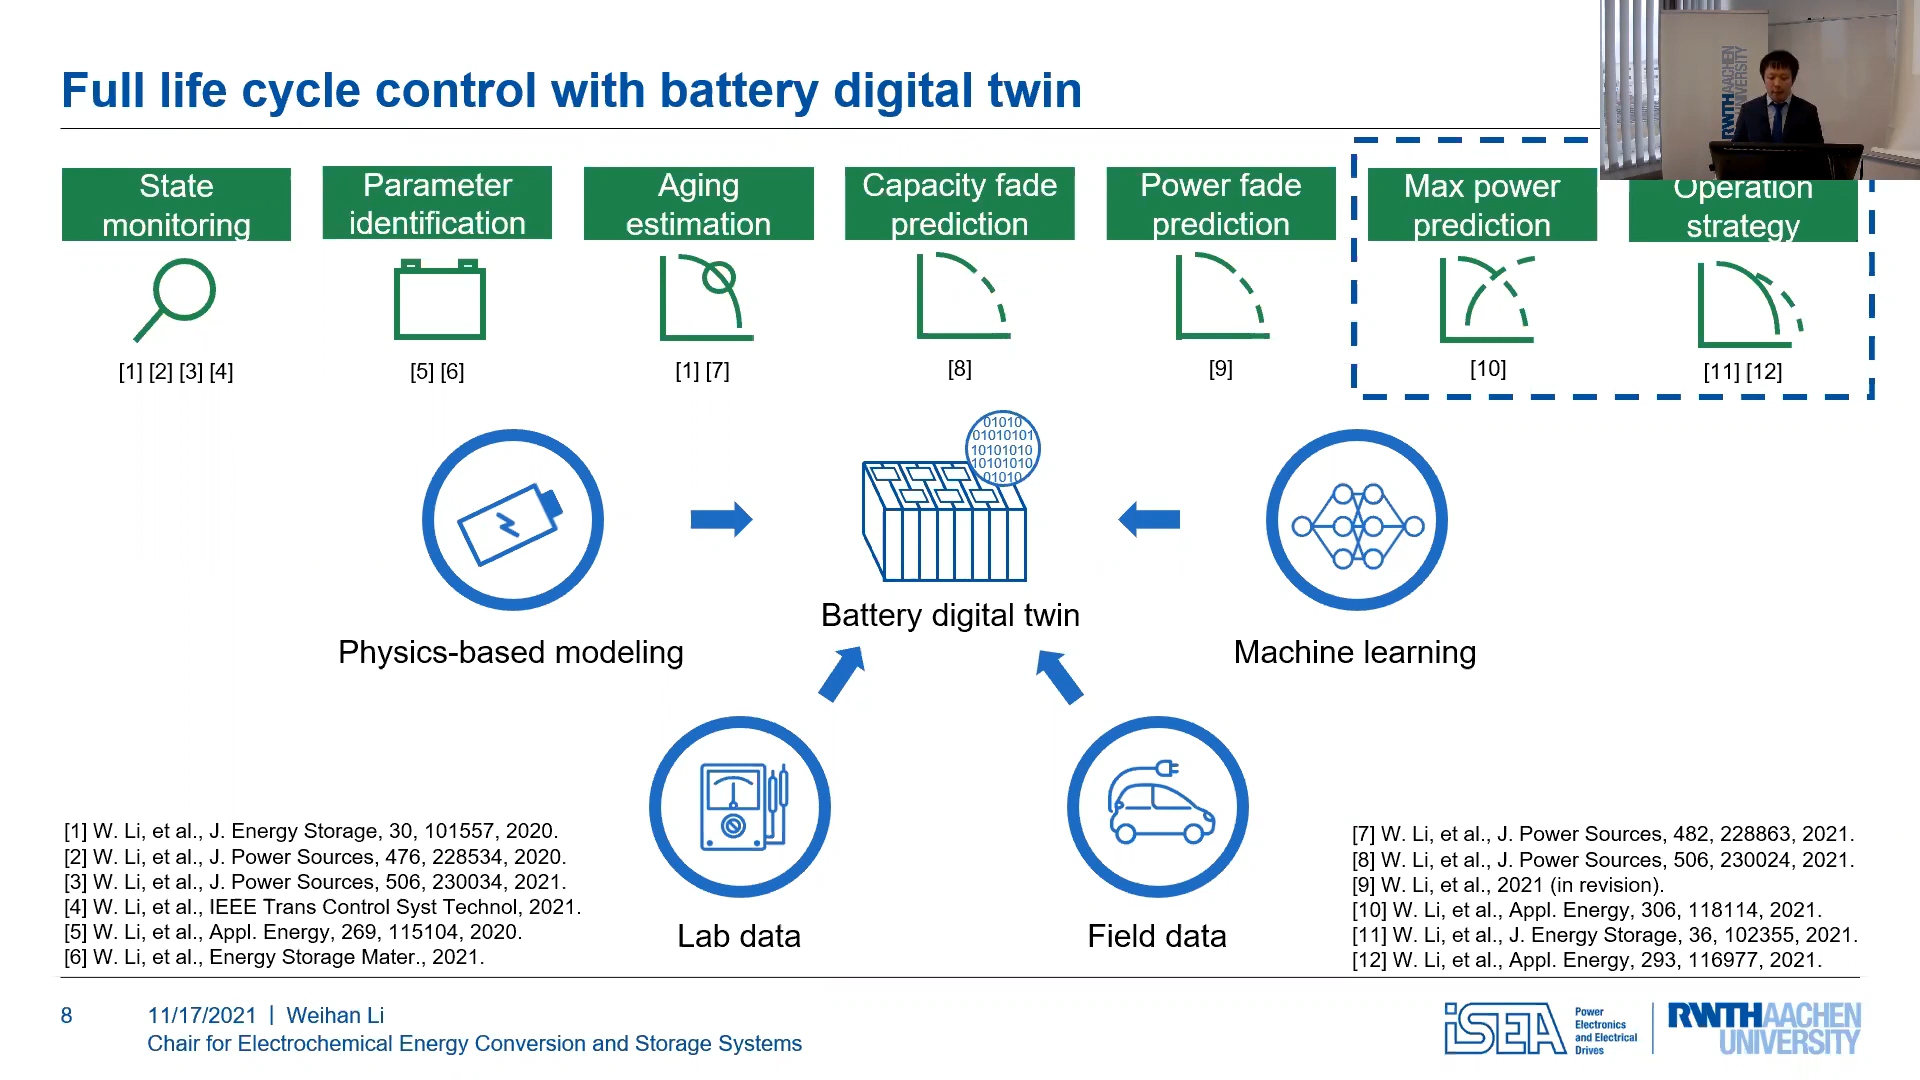 Full life cycle control with battery digital twin
RWTHAACHEN
UNIVERSITY
State
monitoring
Parameter
identification
Aging
estimation
Capacity fade
prediction
Power fade
prediction
Max power
prediction
Operation
strategy
[1] [2] [3] [4]
[5] [6]
[1] [7]
[8]
[9]
[10]
[11] [12]
01010
01010101
10101010
10101010
01010
Physics-based modeling
Battery digital twin
Machine learning
Lab data
Field data
[1] W. Li, et al., J. Energy Storage, 30, 101557, 2020.
[2] W. Li, et al., J. Power Sources, 476, 228534, 2020.
[3] W. Li, et al., J. Power Sources, 506, 230034, 2021.
[4] W. Li, et al., IEEE Trans Control Syst Technol, 2021.
[5] W. Li, et al., Appl. Energy, 269, 115104, 2020.
[6] W. Li, et al., Energy Storage Mater., 2021.
[7] W. Li, et al., J. Power Sources, 482, 228863, 2021.
[8] W. Li, et al., J. Power Sources, 506, 230024, 2021.
[9] W. Li, et al., 2021 (in revision).
[10] W. Li, et al., Appl. Energy, 306, 118114, 2021.
[11] W. Li, et al., J. Energy Storage, 36, 102355, 2021.
[12] W. Li, et al., Appl. Energy, 293, 116977, 2021.
8
11/17/2021 | Weihan Li
Chair for Electrochemical Energy Conversion and Storage Systems
iSEA
Power
Electronics
and Electrical
Drives
RWTHAACHEN
UNIVERSITY